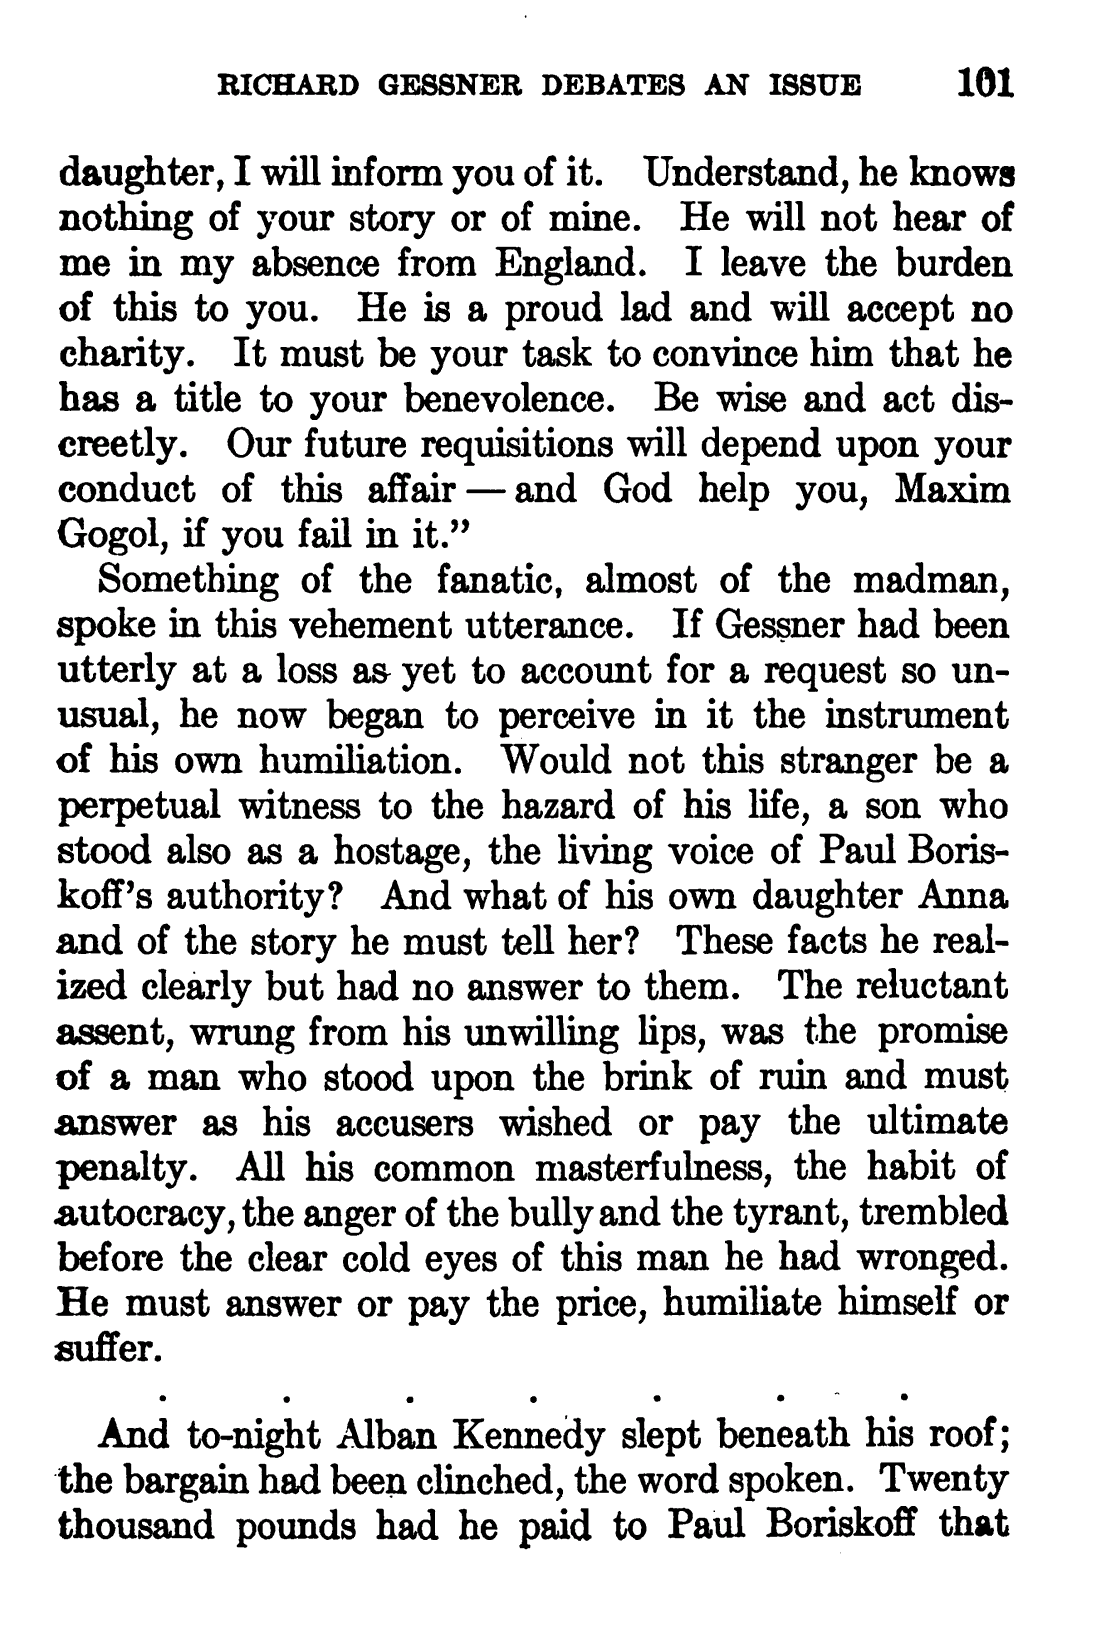 RICHARD GESSNER DEBATES AN ISSUE 101
daughter, I will inform you of it. Understand, he knows
nothing of your story or of mine. He will not hear of
me in my absence from England. I leave the burden
of this to you. He is a proud lad and will accept no
charity. It must be your task to convince him that he
has a title to your benevolence. Be wise and act dis-
creetly. Our future requisitions will depend upon your
conduct of this affair — and God help you, Maxim
Gogol, if you fail in it.”
Something of the fanatic, almost of the madman,
spoke in this vehement utterance. If Gessner had been
utterly at a loss as yet to account for a request so un-
usual, he now began to perceive in it the instrument
of his own humiliation. Would not this stranger be a
perpetual witness to the hazard of his life, a son who
stood also as a hostage, the living voice of Paul Boris-
koff’s authority? And what of his own daughter Anna
and of the story he must tell her? These facts he real-
ized clearly but had no answer to them. The reluctant
assent, wrung from his unwilling lips, was the promise
of a man who stood upon the brink of ruin and must
answer as his accusers wished or pay the ultimate
penalty. All his common masterfulness, the habit of
autocracy, the anger of the bully and the tyrant, trembled
before the clear cold eyes of this man he had wronged.
He must answer or pay the price, humiliate himself or
suffer.
. . . . . . .
And to-night Alban Kennedy slept beneath his roof;
the bargain had been clinched, the word spoken. Twenty
thousand pounds had he paid to Paul Boriskoff that